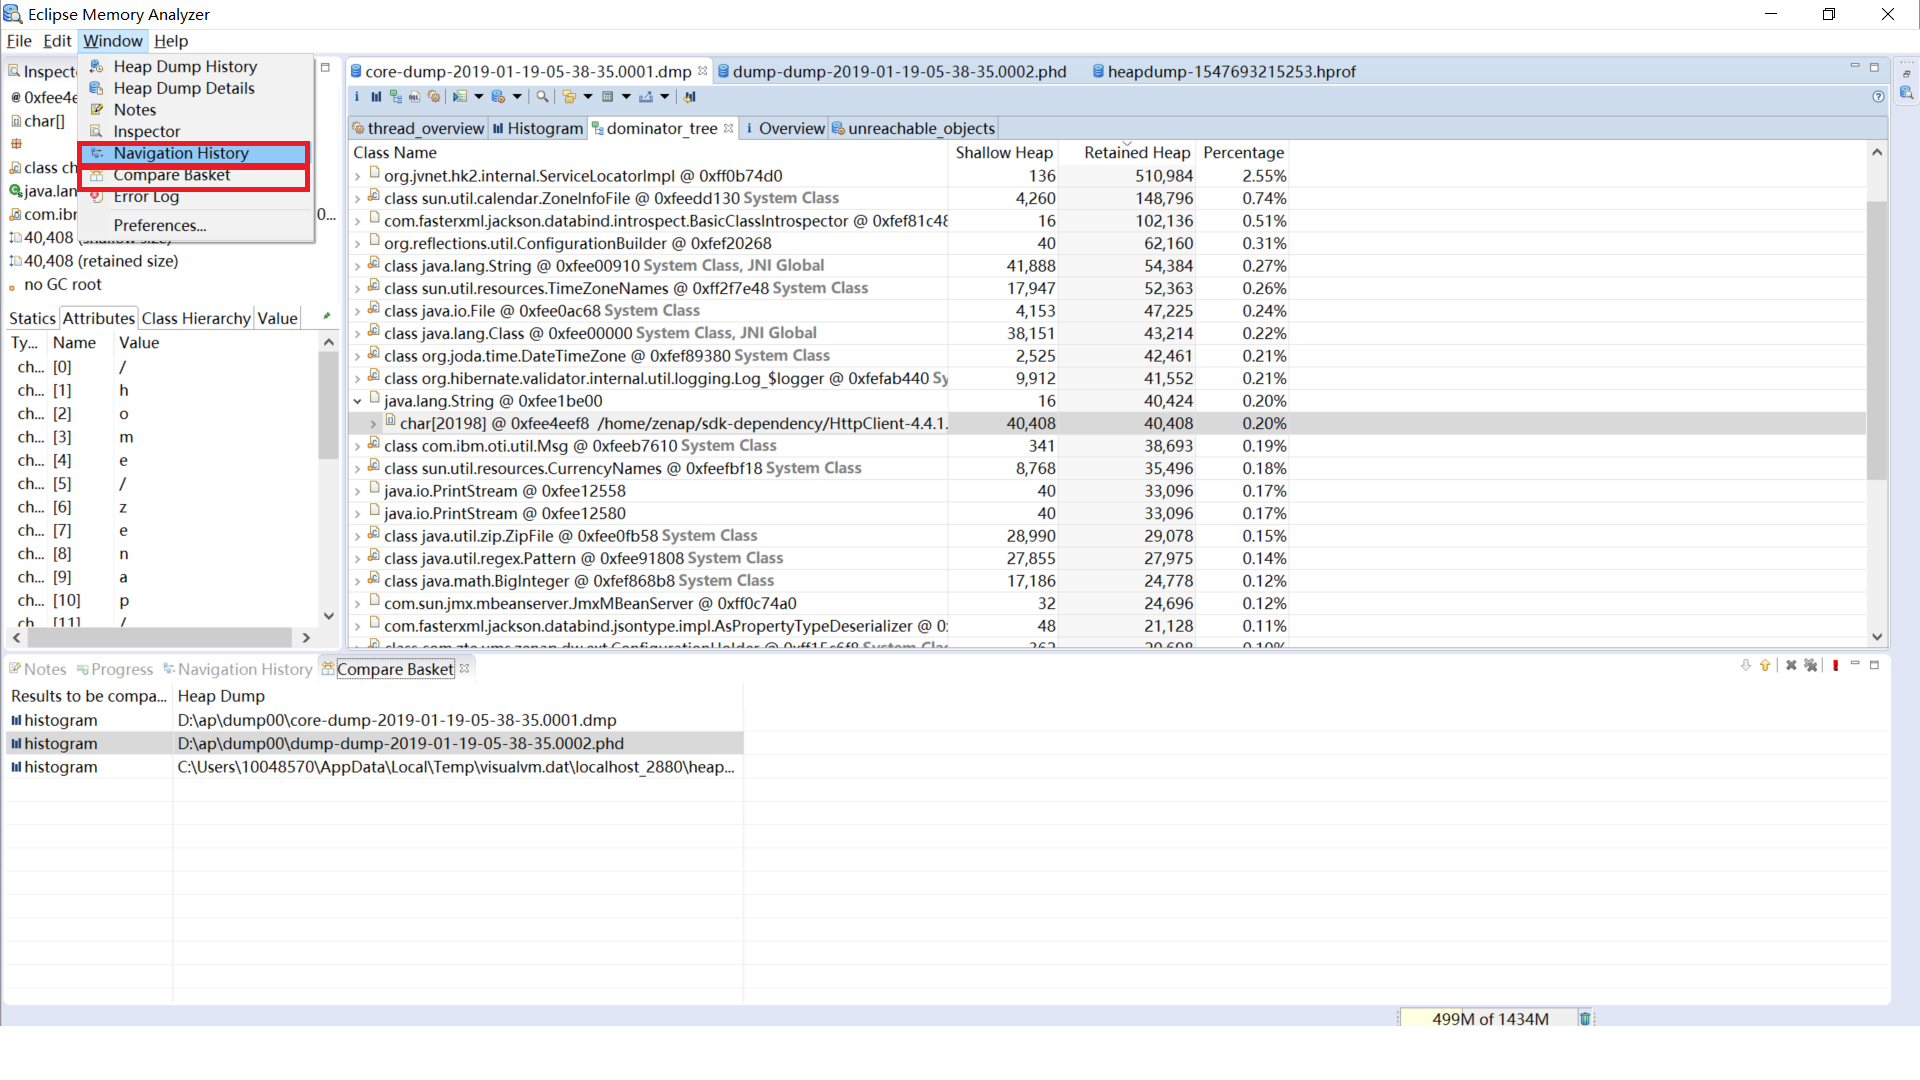 Eclipse Memory Analyzer
File Edit Window Help
Heap Dump History
Heap Dump Details
Notes
Inspector
Navigation History
Compare Basket
Error Log
Preferences...
@ 0xfee4e
char[]
class ch
java.lan
com.ibr
0...
40,408
40,408 (retained size)
no GC root
Statics Attributes Class Hierarchy Value
Ty... Name Value
ch... [0] /
ch... [1] h
ch... [2] o
ch... [3] m
ch... [4] e
ch... [5] /
ch... [6] z
ch... [7] e
ch... [8] n
ch... [9] a
ch... [10] p
ch [11] /
core-dump-2019-01-19-05-38-35.0001.dmp dump-dump-2019-01-19-05-38-35.0002.phd heapdump-1547693215253.hprof
thread_overview Histogram dominator_tree i Overview unreachable_objects
Class Name Shallow Heap Retained Heap Percentage
org.jvnet.hk2.internal.ServiceLocatorImpl @ 0xff0b74d0 136 510,984 2.55%
class sun.util.calendar.ZoneInfoFile @ 0xfeedd130 System Class 4,260 148,796 0.74%
com.fasterxml.jackson.databind.introspect.BasicClassIntrospector @ 0xfef81c48 16 102,136 0.51%
org.reflections.util.ConfigurationBuilder @ 0xfef20268 40 62,160 0.31%
class java.lang.String @ 0xfee00910 System Class, JNI Global 41,888 54,384 0.27%
class sun.util.resources.TimeZoneNames @ 0xff2f7e48 System Class 17,947 52,363 0.26%
class java.io.File @ 0xfee0ac68 System Class 4,153 47,225 0.24%
class java.lang.Class @ 0xfee00000 System Class, JNI Global 38,151 43,214 0.22%
class org.joda.time.DateTimeZone @ 0xfef89380 System Class 2,525 42,461 0.21%
class org.hibernate.validator.internal.util.logging.Log_$logger @ 0xfefab440 Sy 9,912 41,552 0.21%
java.lang.String @ 0xfee1be00 16 40,424 0.20%
char[20198] @ 0xfee4eef8 /home/zenap/sdk-dependency/HttpClient-4.4.1. 40,408 40,408 0.20%
class com.ibm.oti.util.Msg @ 0xfeeb7610 System Class 341 38,693 0.19%
class sun.util.resources.CurrencyNames @ 0xfeefbf18 System Class 8,768 35,496 0.18%
java.io.PrintStream @ 0xfee12558 40 33,096 0.17%
java.io.PrintStream @ 0xfee12580 40 33,096 0.17%
class java.util.zip.ZipFile @ 0xfee0fb58 System Class 28,990 29,078 0.15%
class java.util.regex.Pattern @ 0xfee91808 System Class 27,855 27,975 0.14%
class java.math.BigInteger @ 0xfef868b8 System Class 17,186 24,778 0.12%
com.sun.jmx.mbeanserver.JmxMBeanServer @ 0xff0c74a0 32 24,696 0.12%
com.fasterxml.jackson.databind.jsontype.impl.AsPropertyTypeDeserializer @ 0 48 21,128 0.11%
Notes Progress Navigation History Compare Basket
Results to be compa... Heap Dump
histogram D:\ap\dump00\core-dump-2019-01-19-05-38-35.0001.dmp
histogram D:\ap\dump00\dump-dump-2019-01-19-05-38-35.0002.phd
histogram C:\Users\10048570\AppData\Local\Temp\visualvm.dat\localhost_2880\heap...
499M of 1434M